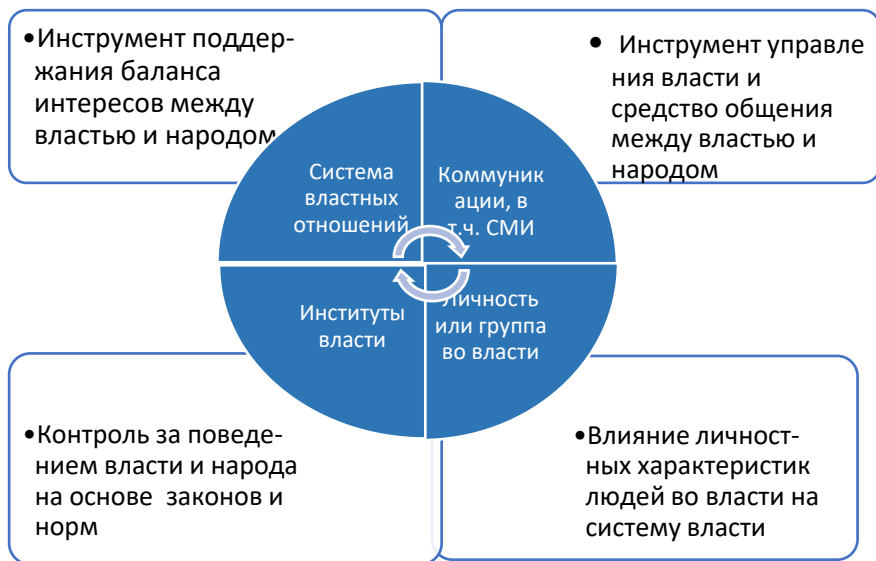 •Инструмент поддер-
жания баланса
интересов между
властью и народом
• Инструмент управле
ния власти и
средство общения
между властью и
народом
Система
властных
отношений
Коммуник
ации, в
т.ч. СМИ
Институты
власти
Личность
или группа
во власти
•Контроль за поведе-
нием власти и народа
на основе законов и
норм
•Влияние личност-
ных характеристик
людей во власти на
систему власти